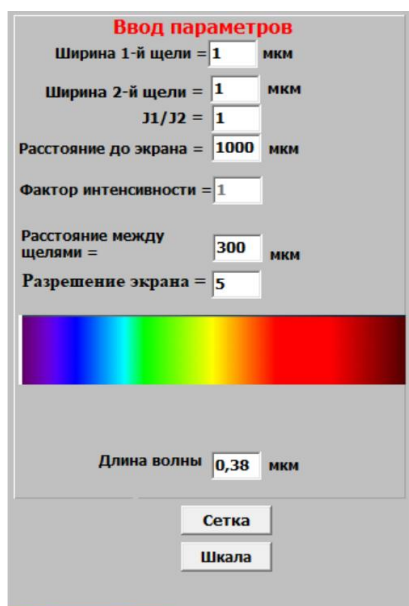 Ввод параметров
Ширина 1-й щели = 1 мкм
Ширина 2-й щели = 1 мкм
J1/J2 = 1
Расстояние до экрана = 1000 мкм
Фактор интенсивности = 1
Расстояние между
щелями = 300 мкм
Разрешение экрана = 5
Длина волны 0,38 мкм
Сетка
Шкала